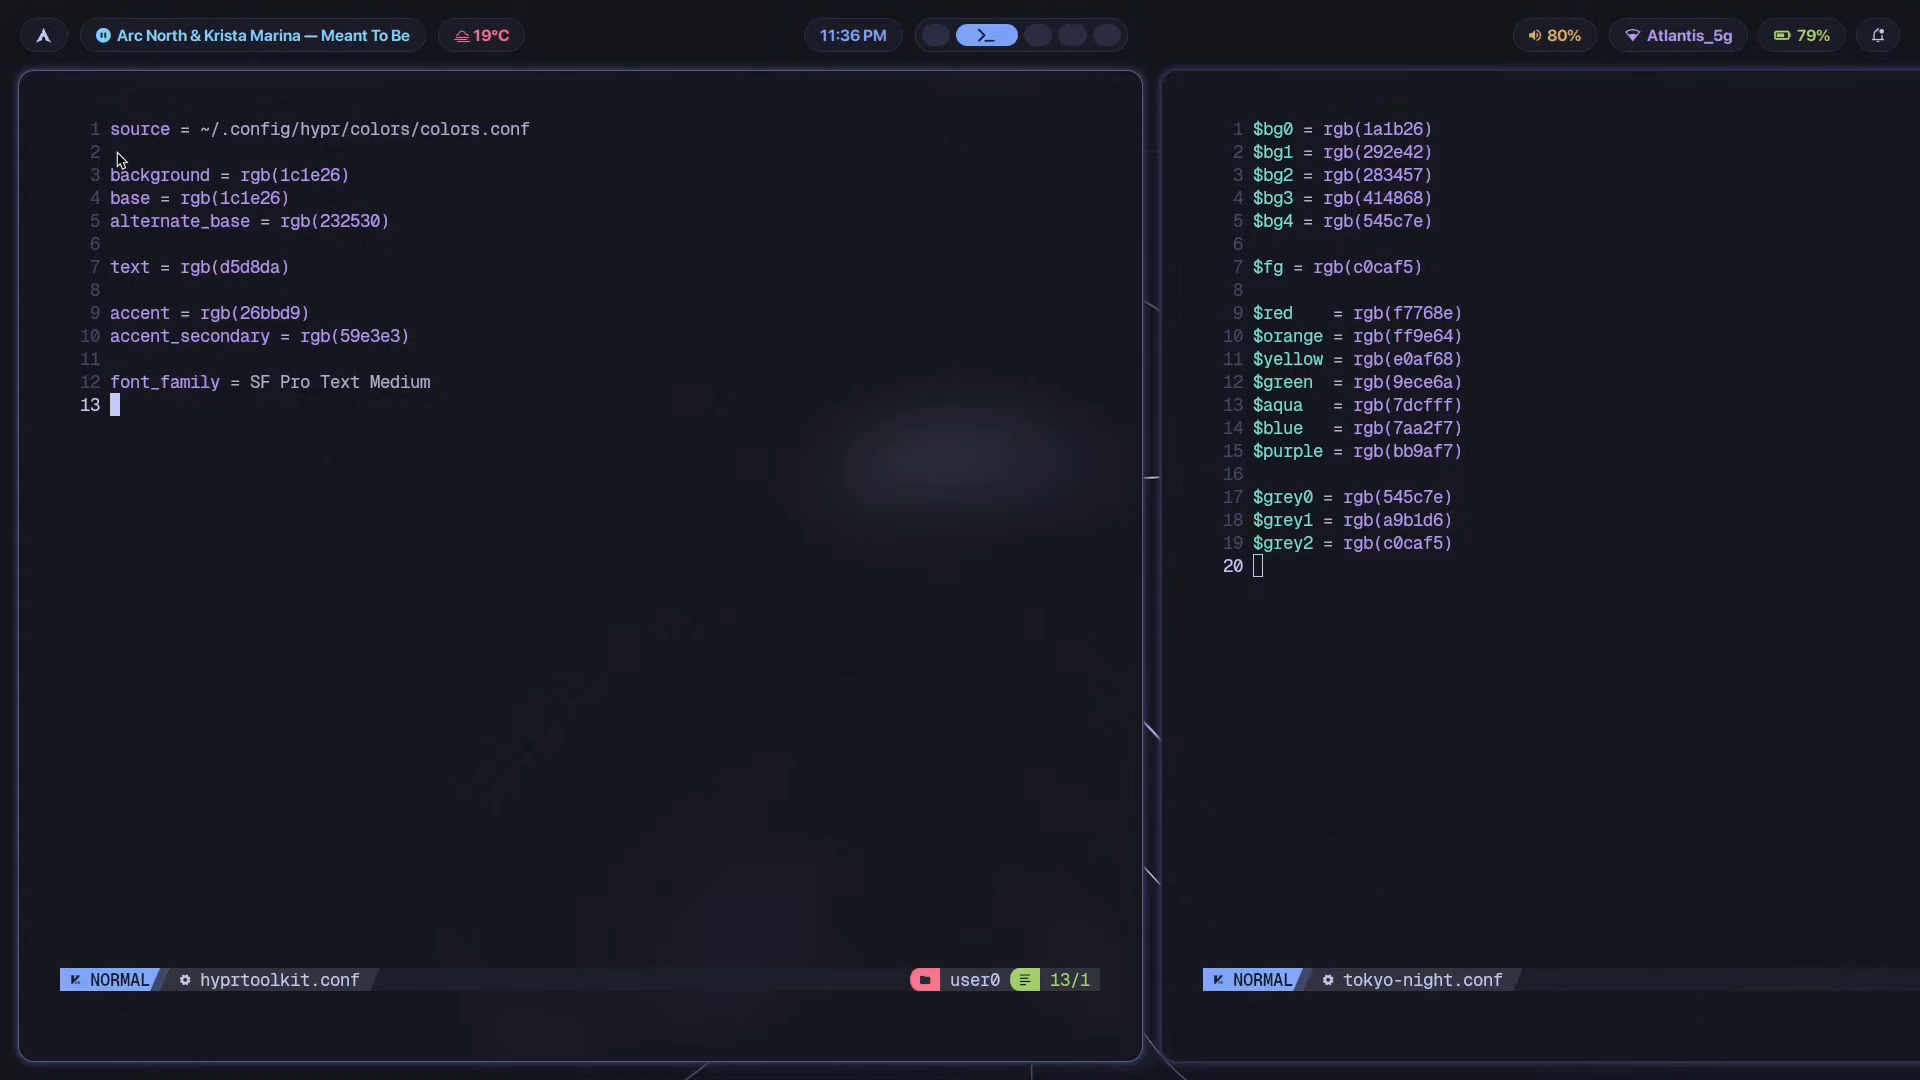 Arc North & Krista Marina — Meant To Be
19°C
11:36 PM
80%
Atlantis_5g
79%
1 source = ~/.config/hypr/colors/colors.conf
2
3 background = rgb(1c1e26)
4 base = rgb(1c1e26)
5 alternate_base = rgb(232530)
6
7 text = rgb(d5d8da)
8
9 accent = rgb(26bbd9)
10 accent_secondary = rgb(59e3e3)
11
12 font_family = SF Pro Text Medium
13
NORMAL hyprtoolkit.conf user0 13/1
1 $bg0 = rgb(1a1b26)
2 $bg1 = rgb(292e42)
3 $bg2 = rgb(283457)
4 $bg3 = rgb(414868)
5 $bg4 = rgb(545c7e)
6
7 $fg = rgb(c0caf5)
8
9 $red    = rgb(f7768e)
10 $orange = rgb(ff9e64)
11 $yellow = rgb(e0af68)
12 $green  = rgb(9ece6a)
13 $aqua   = rgb(7dcfff)
14 $blue   = rgb(7aa2f7)
15 $purple = rgb(bb9af7)
16
17 $grey0 = rgb(545c7e)
18 $grey1 = rgb(a9b1d6)
19 $grey2 = rgb(c0caf5)
20
NORMAL tokyo-night.conf